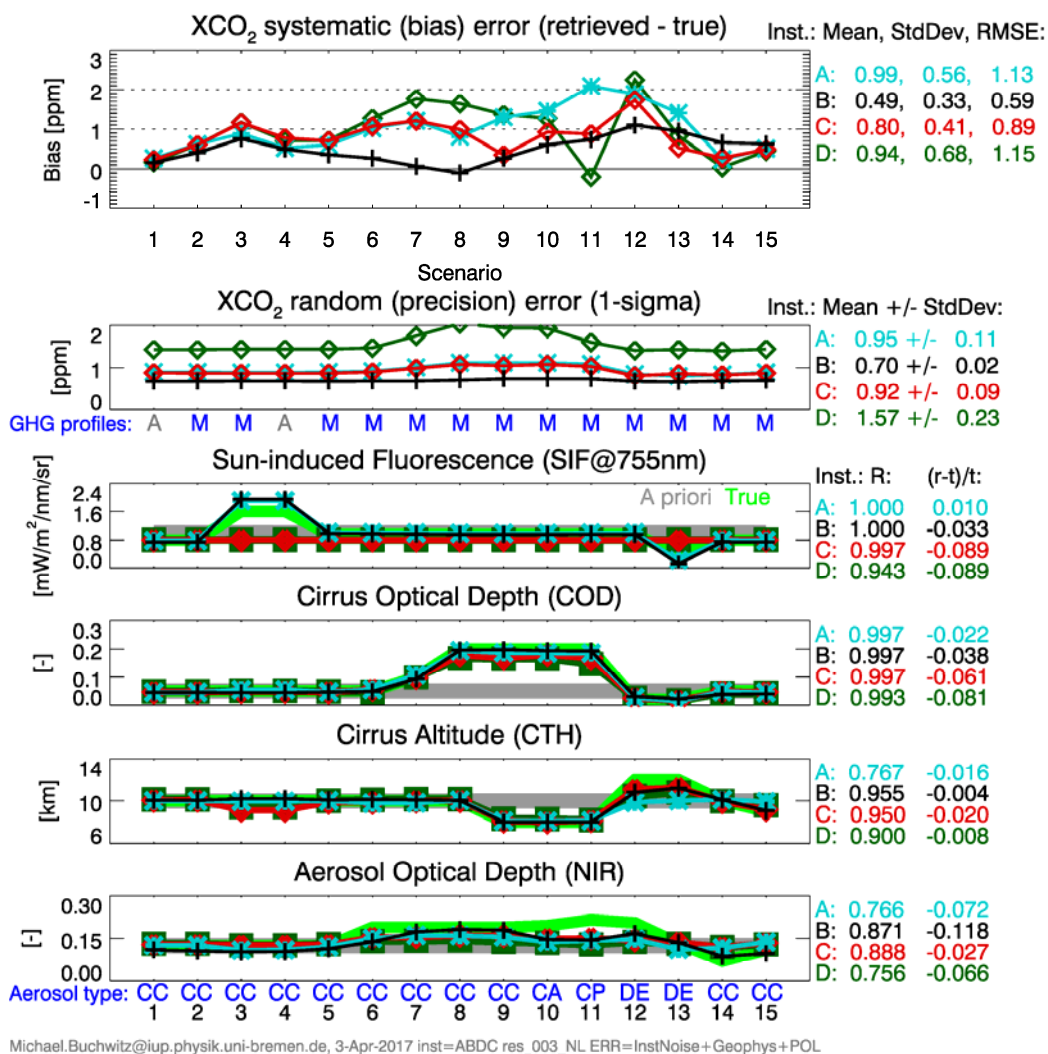 XCO2 systematic (bias) error (retrieved - true)
Inst.: Mean, StdDev, RMSE:
A: 0.99, 0.56, 1.13
B: 0.49, 0.33, 0.59
C: 0.80, 0.41, 0.89
D: 0.94, 0.68, 1.15
Bias [ppm]
3
2
1
0
-1
1 2 3 4 5 6 7 8 9 10 11 12 13 14 15
Scenario
XCO2 random (precision) error (1-sigma)
Inst.: Mean +/- StdDev:
A: 0.95 +/- 0.11
B: 0.70 +/- 0.02
C: 0.92 +/- 0.09
D: 1.57 +/- 0.23
[ppm]
2
1
0
GHG profiles: A M M A M M M M M M M M M M M
Sun-induced Fluorescence (SIF@755nm)
Inst.: R: (r-t)/t:
A priori True
A: 1.000 0.010
B: 1.000 -0.033
C: 0.997 -0.089
D: 0.943 -0.089
[mW/m2/nm/sr]
2.4
1.6
0.8
0.0
Cirrus Optical Depth (COD)
A: 0.997 -0.022
B: 0.997 -0.038
C: 0.997 -0.061
D: 0.993 -0.081
[-]
0.3
0.2
0.1
0.0
Cirrus Altitude (CTH)
A: 0.767 -0.016
B: 0.955 -0.004
C: 0.950 -0.020
D: 0.900 -0.008
[km]
14
10
6
Aerosol Optical Depth (NIR)
A: 0.766 -0.072
B: 0.871 -0.118
C: 0.888 -0.027
D: 0.756 -0.066
[-]
0.30
0.15
0.00
Aerosol type: CC CC CC CC CC CC CC CC CC CA CP DE DE CC CC
1 2 3 4 5 6 7 8 9 10 11 12 13 14 15
Michael.Buchwitz@iup.physik.uni-bremen.de, 3-Apr-2017 inst=ABDC res_003_NL ERR=InstNoise+Geophys+POL